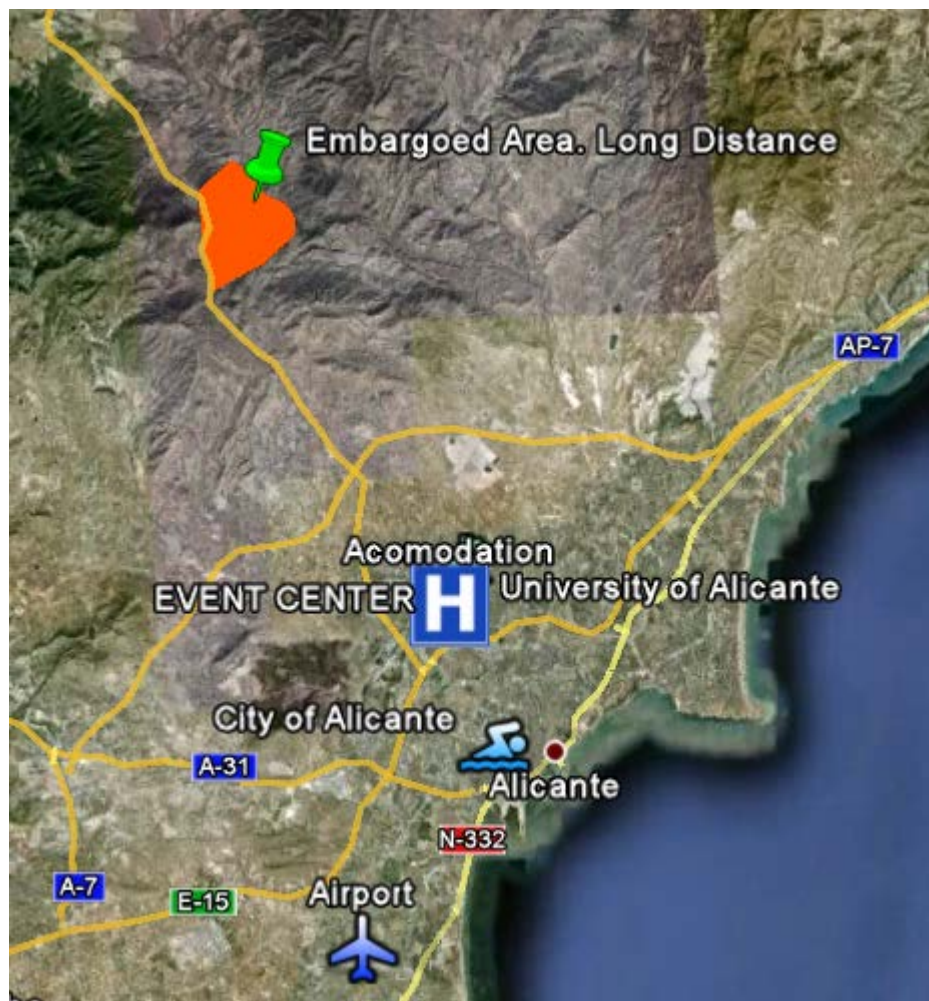 Embargoed Area. Long Distance
AP-7
Acomodation
EVENT CENTER
H
University of Alicante
City of Alicante
A-31
Alicante
N-332
A-7
E-15
Airport